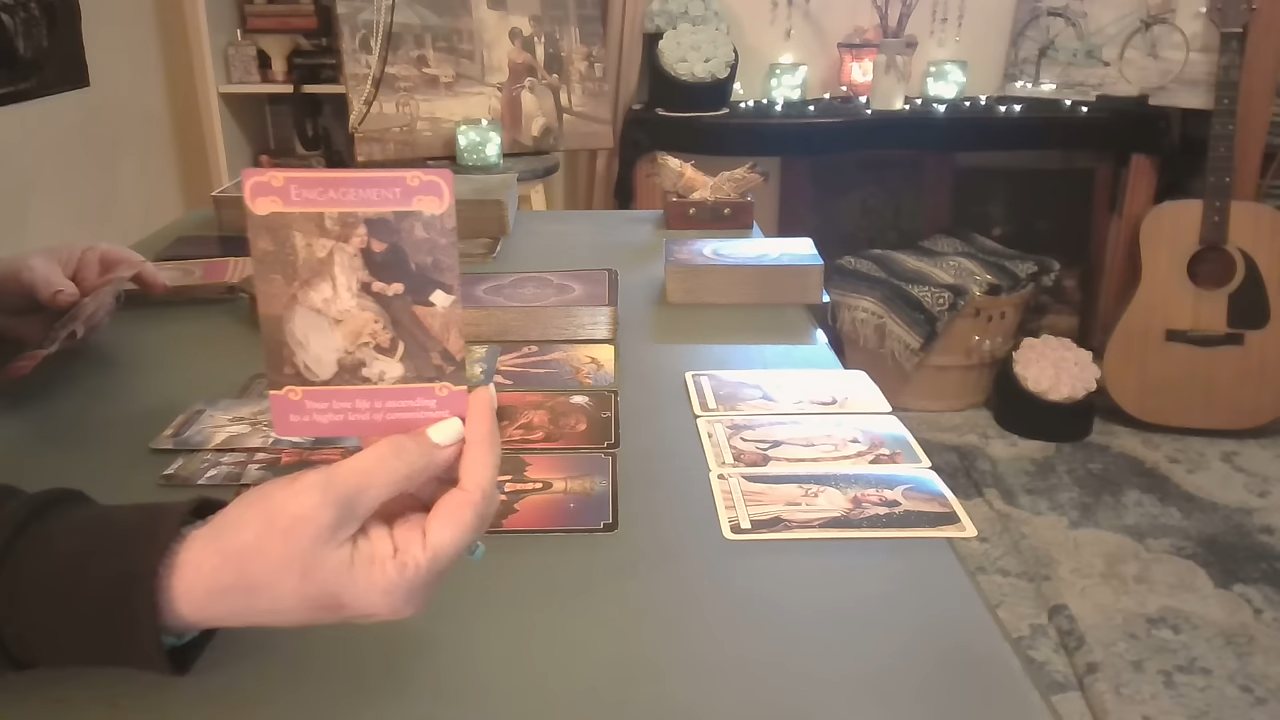 ENGAGEMENT
Your love life is ascending
to a higher level of commitment.